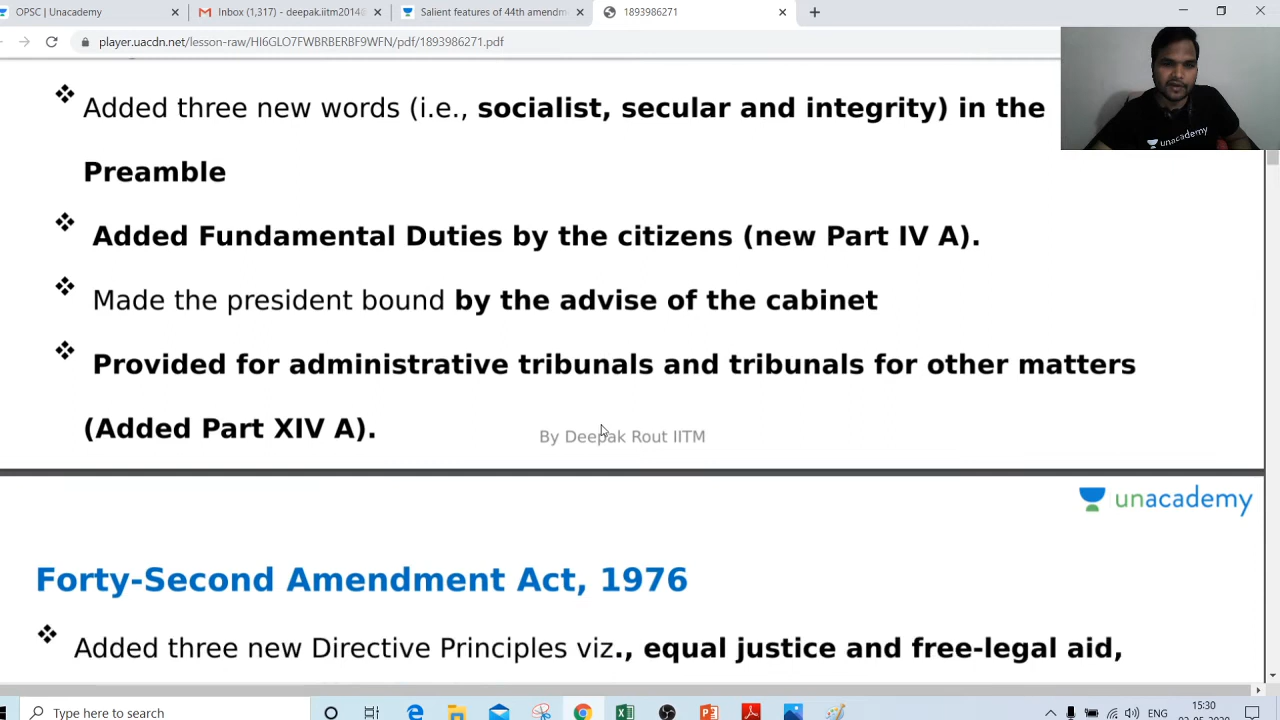 OPSC | Unacademy
Inbox (1,317) - deepak.iitm2014@
Salient features of 44th amendm
1893986271
player.uacdn.net/lesson-raw/HI6GLO7FWBRBERBF9WFN/pdf/1893986271.pdf
unacademy
❖ Added three new words (i.e., socialist, secular and integrity) in the
Preamble
❖ Added Fundamental Duties by the citizens (new Part IV A).
❖ Made the president bound by the advise of the cabinet
❖ Provided for administrative tribunals and tribunals for other matters
(Added Part XIV A).
By Deepak Rout IITM
unacademy
Forty-Second Amendment Act, 1976
❖ Added three new Directive Principles viz., equal justice and free-legal aid,
Type here to search
15:30